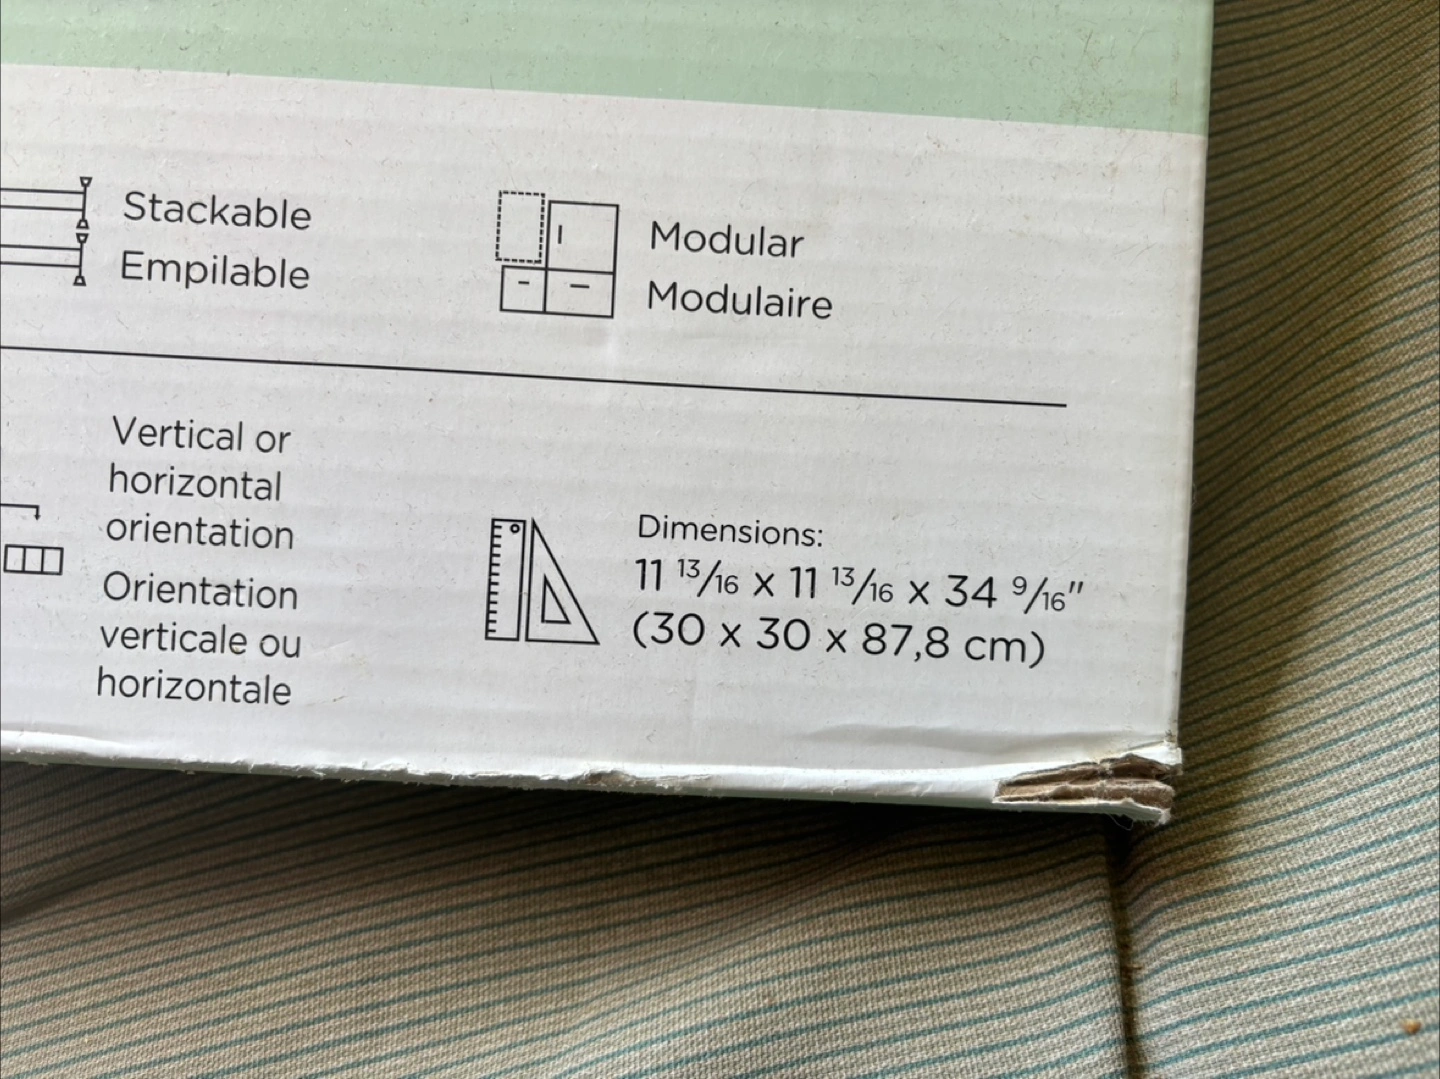 Stackable
Empilable
Modular
Modulaire
Vertical or
horizontal
orientation
Orientation
verticale ou
horizontale
Dimensions:
11 13/16 x 11 13/16 x 34 9/16"
(30 x 30 x 87,8 cm)